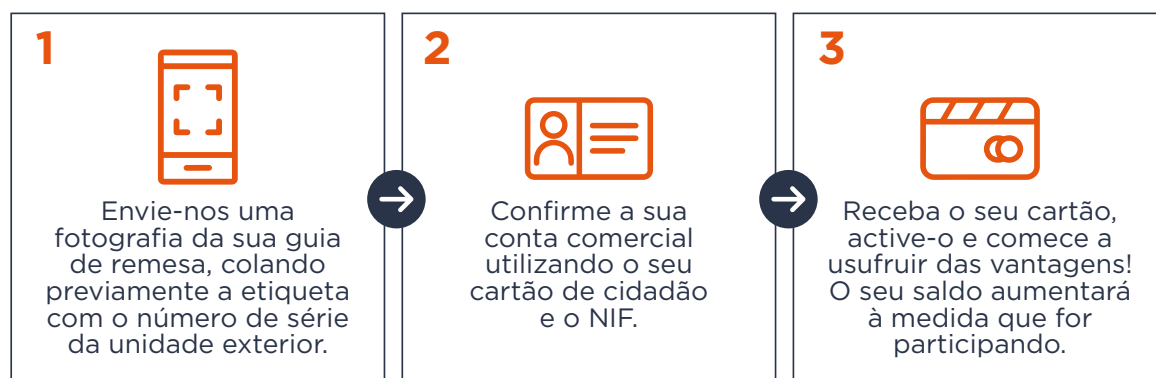 1
Envie-nos uma
fotografia da sua guia
de remesa, colando
previamente a etiqueta
com o número de série
da unidade exterior.
2
Confirme a sua
conta comercial
utilizando o seu
cartão de cidadão
e o NIF.
3
Receba o seu cartão,
active-o e comece a
usufruir das vantagens!
O seu saldo aumentará
à medida que for
participando.